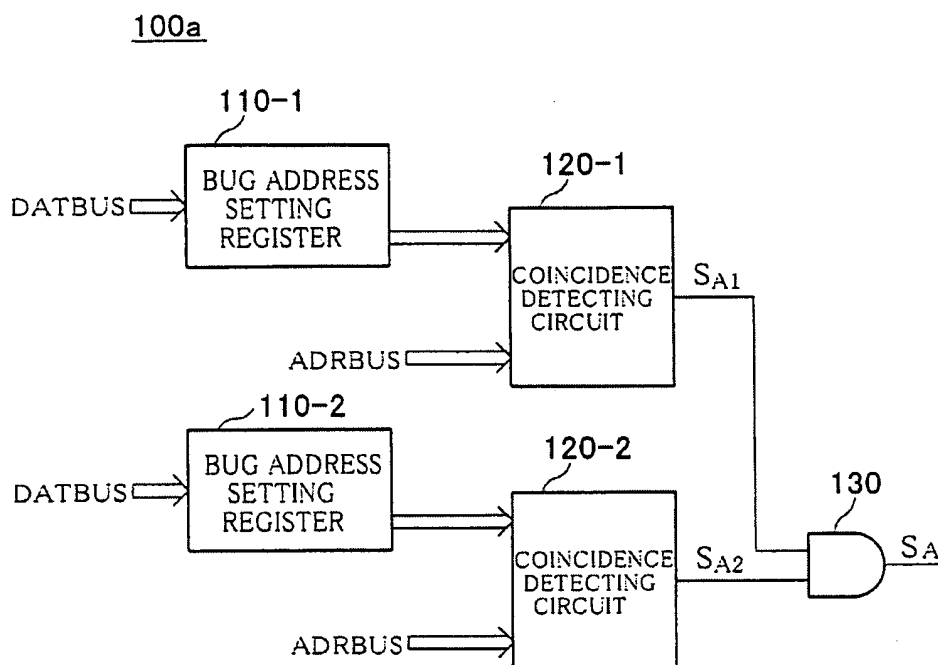 100a
110-1
BUG ADDRESS
SETTING
REGISTER
DATBUS
120-1
COINCIDENCE
DETECTING
CIRCUIT
SA1
ADRBUS
110-2
BUG ADDRESS
SETTING
REGISTER
DATBUS
120-2
COINCIDENCE
DETECTING
CIRCUIT
SA2
130
SA
ADRBUS